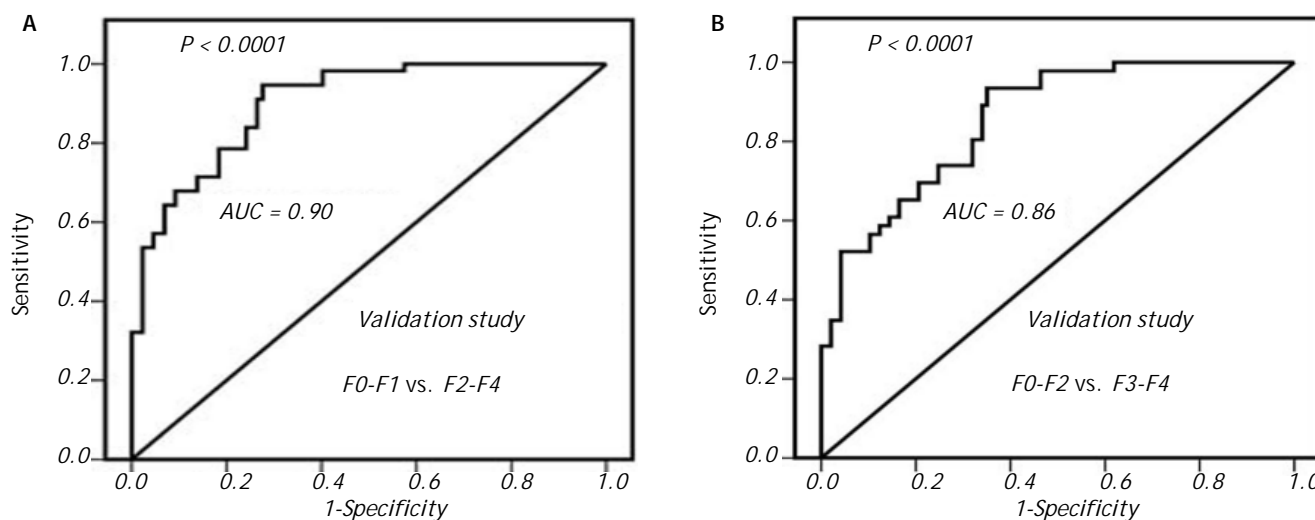 A
P < 0.0001
1.0
0.8
0.6
0.4
0.2
0.0
Sensitivity
AUC = 0.90
Validation study
F0-F1 vs. F2-F4
0.0 0.2 0.4 0.6 0.8 1.0
1-Specificity
B
P < 0.0001
1.0
0.8
0.6
0.4
0.2
0.0
Sensitivity
AUC = 0.86
Validation study
F0-F2 vs. F3-F4
0.0 0.2 0.4 0.6 0.8 1.0
1-Specificity